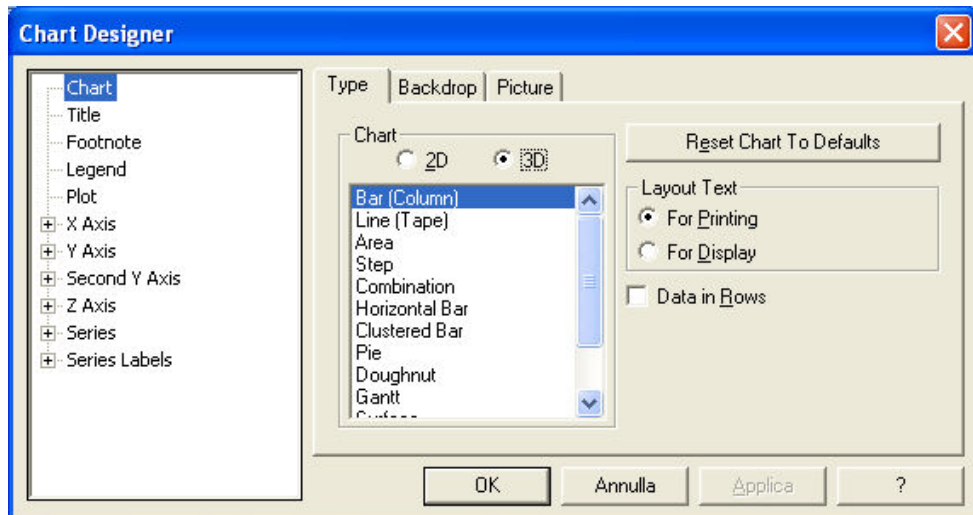 Chart Designer
Chart
Title
Footnote
Legend
Plot
X Axis
Y Axis
Second Y Axis
Z Axis
Series
Series Labels
Type Backdrop Picture
Chart
2D 3D
Bar (Column)
Line (Tape)
Area
Step
Combination
Horizontal Bar
Clustered Bar
Pie
Doughnut
Gantt
Reset Chart To Defaults
Layout Text
For Printing
For Display
Data in Rows
OK Annulla Applica ?